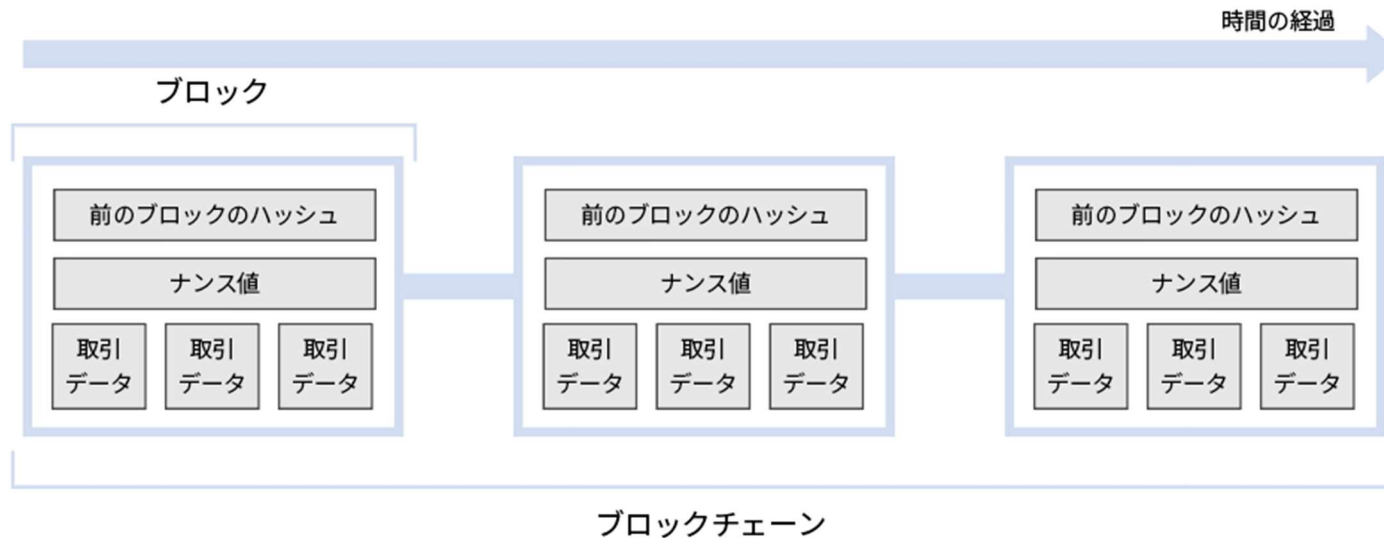 時間の経過
ブロック
前のブロックのハッシュ
ナンス値
取引
データ
取引
データ
取引
データ
前のブロックのハッシュ
ナンス値
取引
データ
取引
データ
取引
データ
前のブロックのハッシュ
ナンス値
取引
データ
取引
データ
取引
データ
ブロックチェーン